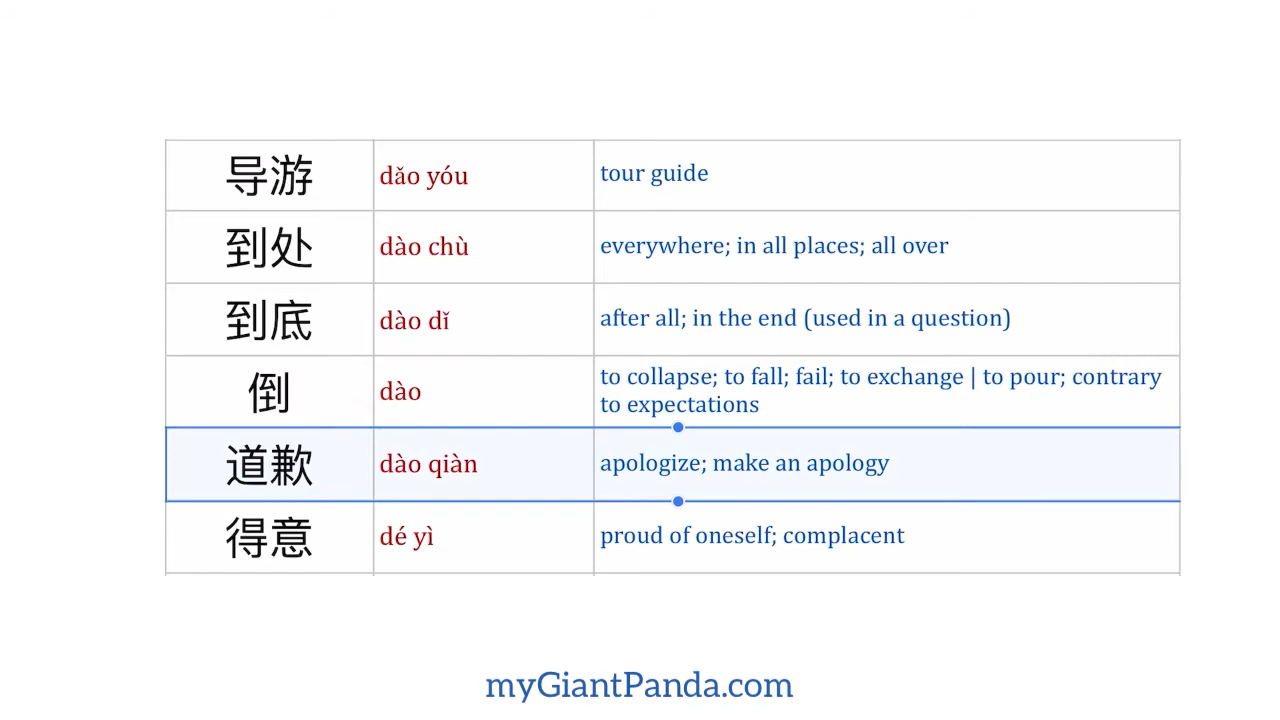 导游 dǎo yóu tour guide
到处 dào chù everywhere; in all places; all over
到底 dào dǐ after all; in the end (used in a question)
倒 dào to collapse; to fall; fail; to exchange | to pour; contrary
to expectations
道歉 dào qiàn apologize; make an apology
得意 dé yì proud of oneself; complacent
myGiantPanda.com